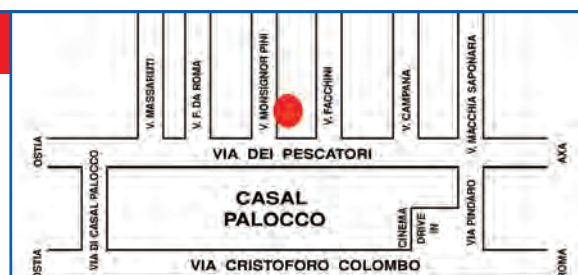 V. MASSARUTI
V. F. DA ROMA
V. MONSIGNOR PINI
V. FACCHINI
V. CAMPANA
V. MACCHIA SAPONARA
OSTIA
VIA DEI PESCATORI
AXA
VIA DI CASAL PALOCCO
CASAL
PALOCCO
CINEMA
DRIVE
IN
VIA PINDARO
OSTIA
VIA CRISTOFORO COLOMBO
ROMA